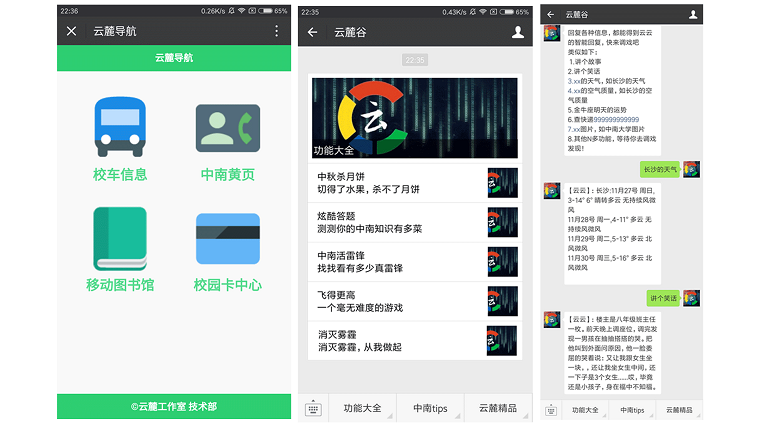 22:36
0.26K/s
65%
云麓导航
云麓导航
校车信息
中南黄页
移动图书馆
校园卡中心
©云麓工作室 技术部
22:35
0.43K/s
65%
云麓谷
22:35
云
功能大全
中秋杀月饼
切得了水果，杀不了月饼
炫酷答题
测测你的中南知识有多菜
中南活雷锋
找找看有多少真雷锋
飞得更高
一个毫无难度的游戏
消灭雾霾
消灭雾霾，从我做起
功能大全
中南tips
云麓精品
云麓谷
回复各种信息，都能得到云云
的智能回复，快来调戏吧
类似如下：
1.讲个故事
2.讲个笑话
3.xx的天气，如长沙的天气
4.xx的空气质量，如长沙的空
气质量
5.金牛座明天的运势
6.查快递999999999999
7.xx图片，如中南大学图片
8.其他N多功能，等待你去调戏
发现！
长沙的天气
【云云】：长沙:11月27号 周日,
3-14° 6° 晴转多云 无持续风微
风
11月28号 周一,4-11° 多云 无
持续风微风
11月29号 周二,5-13° 多云 北
风微风
11月30号 周三,5-16° 多云 北
风微风
讲个笑话
【云云】：楼主是八年级班主任
一枚，前天晚上调座位，调完发
现一男孩在抽抽搭搭的哭。把
他叫到外面问原因，他一脸委
屈的哭着说：又让我跟女生坐
一块。，还让我坐女生中间，还
一下子是3个女生……哎，毕竟
还是小孩子，身在福中不知福。
功能大全
中南tips
云麓精品